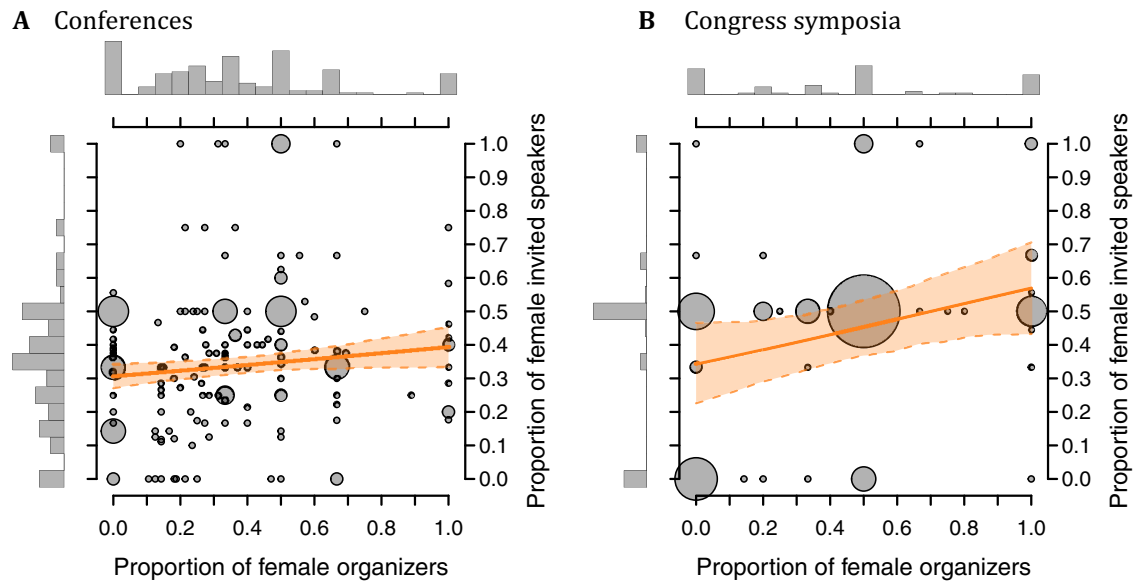 A Conferences
B Congress symposia
1.0
0.9
0.8
0.7
0.6
0.5
0.4
0.3
0.2
0.1
0.0
Proportion of female invited speakers
0.0 0.2 0.4 0.6 0.8 1.0
Proportion of female organizers
1.0
0.9
0.8
0.7
0.6
0.5
0.4
0.3
0.2
0.1
0.0
Proportion of female invited speakers
0.0 0.2 0.4 0.6 0.8 1.0
Proportion of female organizers